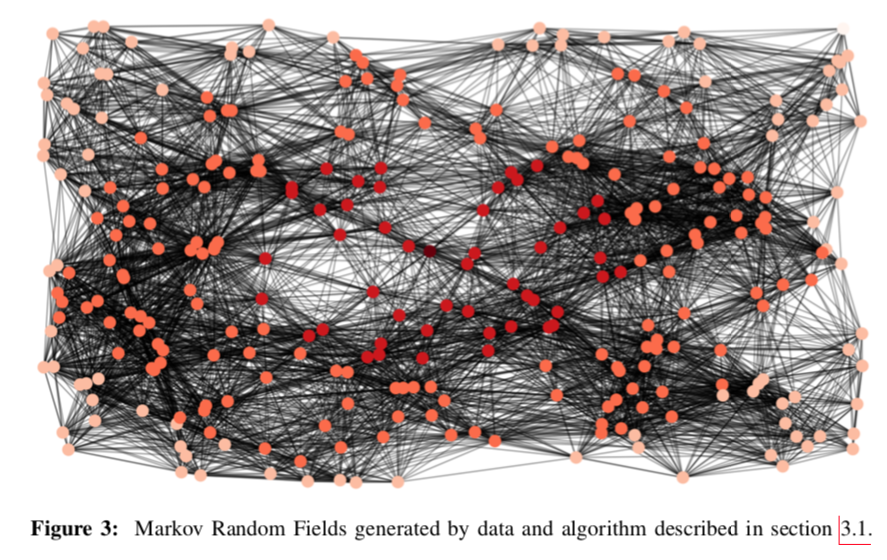 Figure 3: Markov Random Fields generated by data and algorithm described in section 3.1.